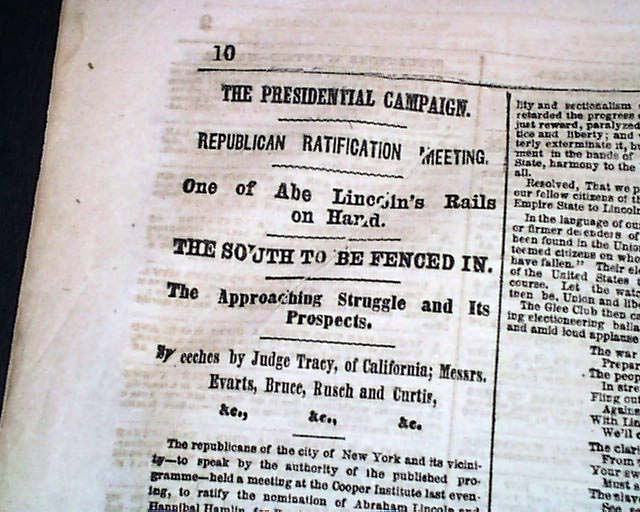 10
THE PRESIDENTIAL CAMPAIGN.
REPUBLICAN RATIFICATION MEETING.
One of Abe Lincoln's Rails
on Hand.
THE SOUTH TO BE FENCED IN.
The Approaching Struggle and Its
Prospects.
eeches by Judge Tracy, of California; Messrs.
Evarts, Bruce, Rusch and Curtis,
&c., &c., &c.
The republicans of the city of New York and its vicini-
ty—to speak by the authority of the published pro-
gramme—held a meeting at the Cooper Institute last even-
ing, to ratify the nomination of Abraham Lincoln and
Hannibal Hamlin,
lity and sectionalism
retarded the progress
just reward, paralyzed
tice and liberty; and
terly exterminate it,
ment in the hands of
State, harmony to the
all.
Resolved, That we
our fellow citizens of
Empire State to Lincoln
In the language of
or firmer defenders of
been found in the Union
teemed citizens on
have fallen." Their
of the United States
course. Let the
then be, Union and
The Glee Club then
ing electioneering
and amid loud applause
The war
Prepar
The peop
In stre
Fling out
Agains
With Lin
We'll
The clari
From
Your
Must
The slave